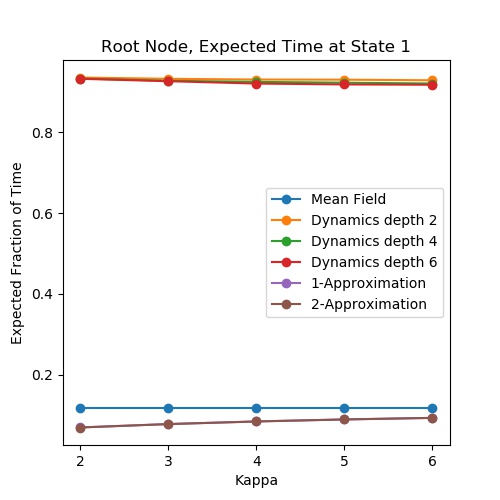 Root Node, Expected Time at State 1
Expected Fraction of Time
0.8
0.6
0.4
0.2
Mean Field
Dynamics depth 2
Dynamics depth 4
Dynamics depth 6
1-Approximation
2-Approximation
2 3 4 5 6
Kappa